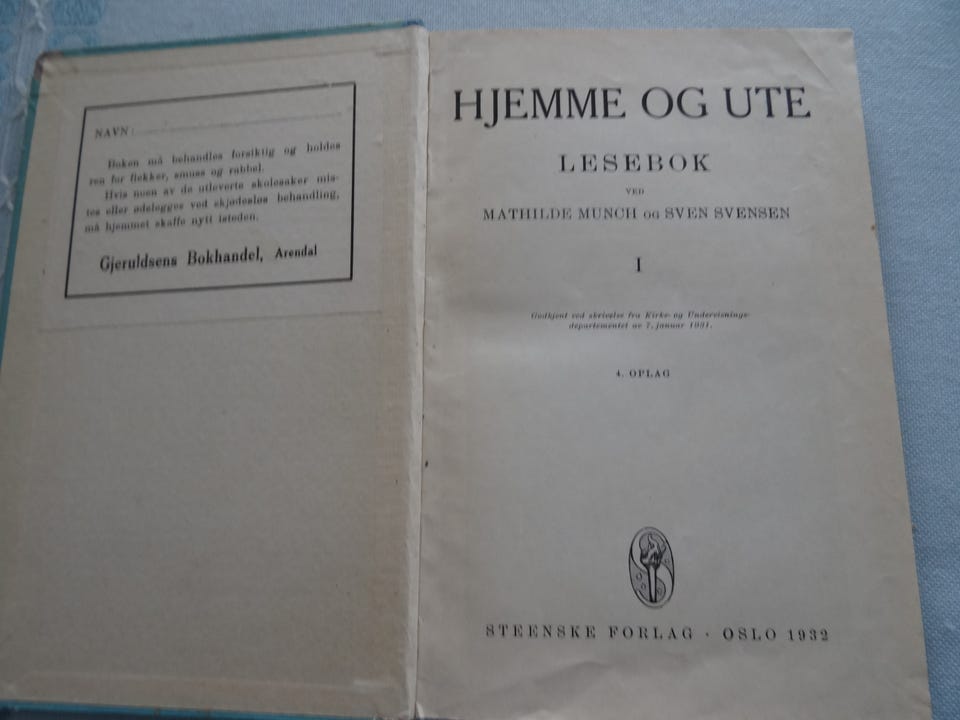 NAVN:
Boken må behandles forsiktig og holdes
ren for flekker, smuss og rabbel.
Hvis noen av de utleverte skolesaker mis-
tes eller ødelegges ved skjødesløs behandling,
må hjemmet skaffe nytt isteden.
Gjeruldsens Bokhandel, Arendal
HJEMME OG UTE
LESEBOK
VED
MATHILDE MUNCH OG SVEN SVENSEN
I
Godkjent ved skrivelse fra Kirke- og Undervisnings-
departementet av 7. januar 1931.
4. OPLAG
STEENSKE FORLAG · OSLO 1932